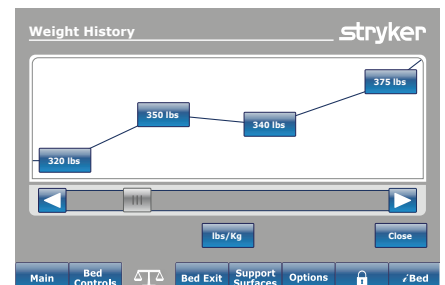 Weight History
stryker
375 lbs
350 lbs
340 lbs
320 lbs
lbs/Kg
Close
Main
Bed
Controls
Bed Exit
Support
Surfaces
Options
iBed